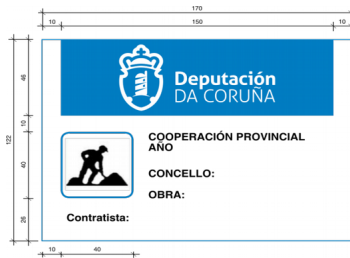 170
10 150 10
46
Deputación
DA CORUÑA
122
10
COOPERACIÓN PROVINCIAL
AÑO
40
CONCELLO:
OBRA:
26
Contratista:
10 40